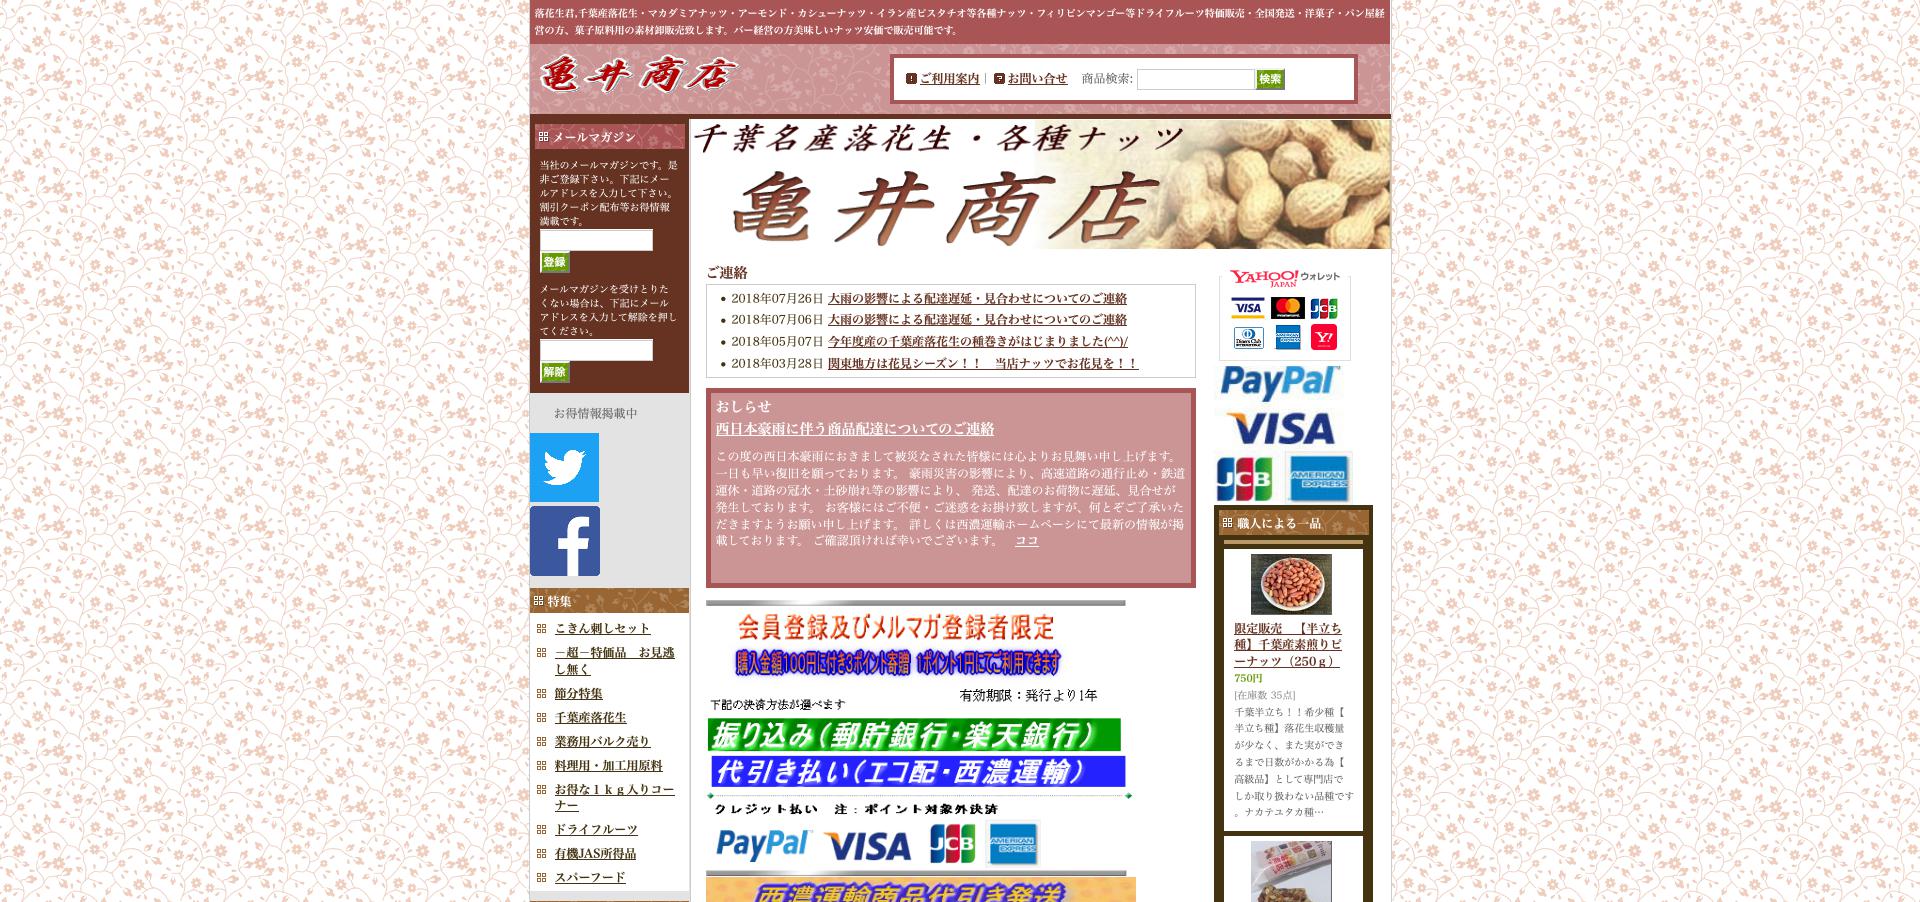 落花生君,千葉産落花生・マカダミアナッツ・アーモンド・カシューナッツ・イラン産ピスタチオ等各種ナッツ・フィリピンマンゴー等ドライフルーツ特価販売・全国発送・洋菓子・パン屋経
営の方、菓子原料用の素材卸販売致します。バー経営の方美味しいナッツ安価で販売可能です。
亀井商店
ご利用案内 | お問い合せ 商品検索: 検索
メールマガジン
当社のメールマガジンです。是
非ご登録下さい。下記にメー
ルアドレスを入力して下さい。
割引クーポン配布等お得情報
満載です。
登録
メールマガジンを受けとりた
くない場合は、下記にメール
アドレスを入力して解除を押し
てください。
解除
お得情報掲載中
特集
こきん刺しセット
－超－特価品　お見逃
し無く
節分特集
千葉産落花生
業務用バルク売り
料理用・加工用原料
お得な１ｋｇ入りコー
ナー
ドライフルーツ
有機JAS所得品
スパーフード
千葉名産落花生・各種ナッツ
亀井商店
ご連絡
2018年07月26日 大雨の影響による配達遅延・見合わせについてのご連絡
2018年07月06日 大雨の影響による配達遅延・見合わせについてのご連絡
2018年05月07日 今年度産の千葉産落花生の種巻きがはじまりました(^^)/
2018年03月28日 関東地方は花見シーズン！！　当店ナッツでお花見を！！
おしらせ
西日本豪雨に伴う商品配達についてのご連絡
この度の西日本豪雨におきまして被災なされた皆様には心よりお見舞い申し上げます。
一日も早い復旧を願っております。 豪雨災害の影響により、高速道路の通行止め・鉄道
運休・道路の冠水・土砂崩れ等の影響により、 発送、配達のお荷物に遅延、見合せが
発生しております。 お客様にはご不便・ご迷惑をお掛け致しますが、何とぞご了承いた
だきますようお願い申し上げます。 詳しくは西濃運輸ホームページにて最新の情報が掲
載しております。 ご確認頂ければ幸いでございます。　ココ
会員登録及びメルマガ登録者限定
購入金額100円に付き3ポイント寄贈 1ポイント1円にてご利用できます
有効期限：発行より1年
下記の決済方法が選べます
振り込み（郵貯銀行・楽天銀行）
代引き払い（エコ配・西濃運輸）
クレジット払い　注：ポイント対象外決済
PayPal VISA JCB AMERICAN EXPRESS
西濃運輸商品代引き発送
YAHOO! JAPAN ウォレット
VISA mastercard JCB
Diners Club INTERNATIONAL AMERICAN EXPRESS Y!
PayPal
VISA
JCB AMERICAN EXPRESS
職人による一品
限定販売　【半立ち
種】千葉産素煎りピ
ーナッツ（250ｇ）
750円
[在庫数 35点]
千葉半立ち！！希少種【
半立ち種】落花生収穫量
が少なく、また実ができ
るまで日数がかかる為【
高級品】として専門店で
しか取り扱わない品種です
。ナカテユタカ種…